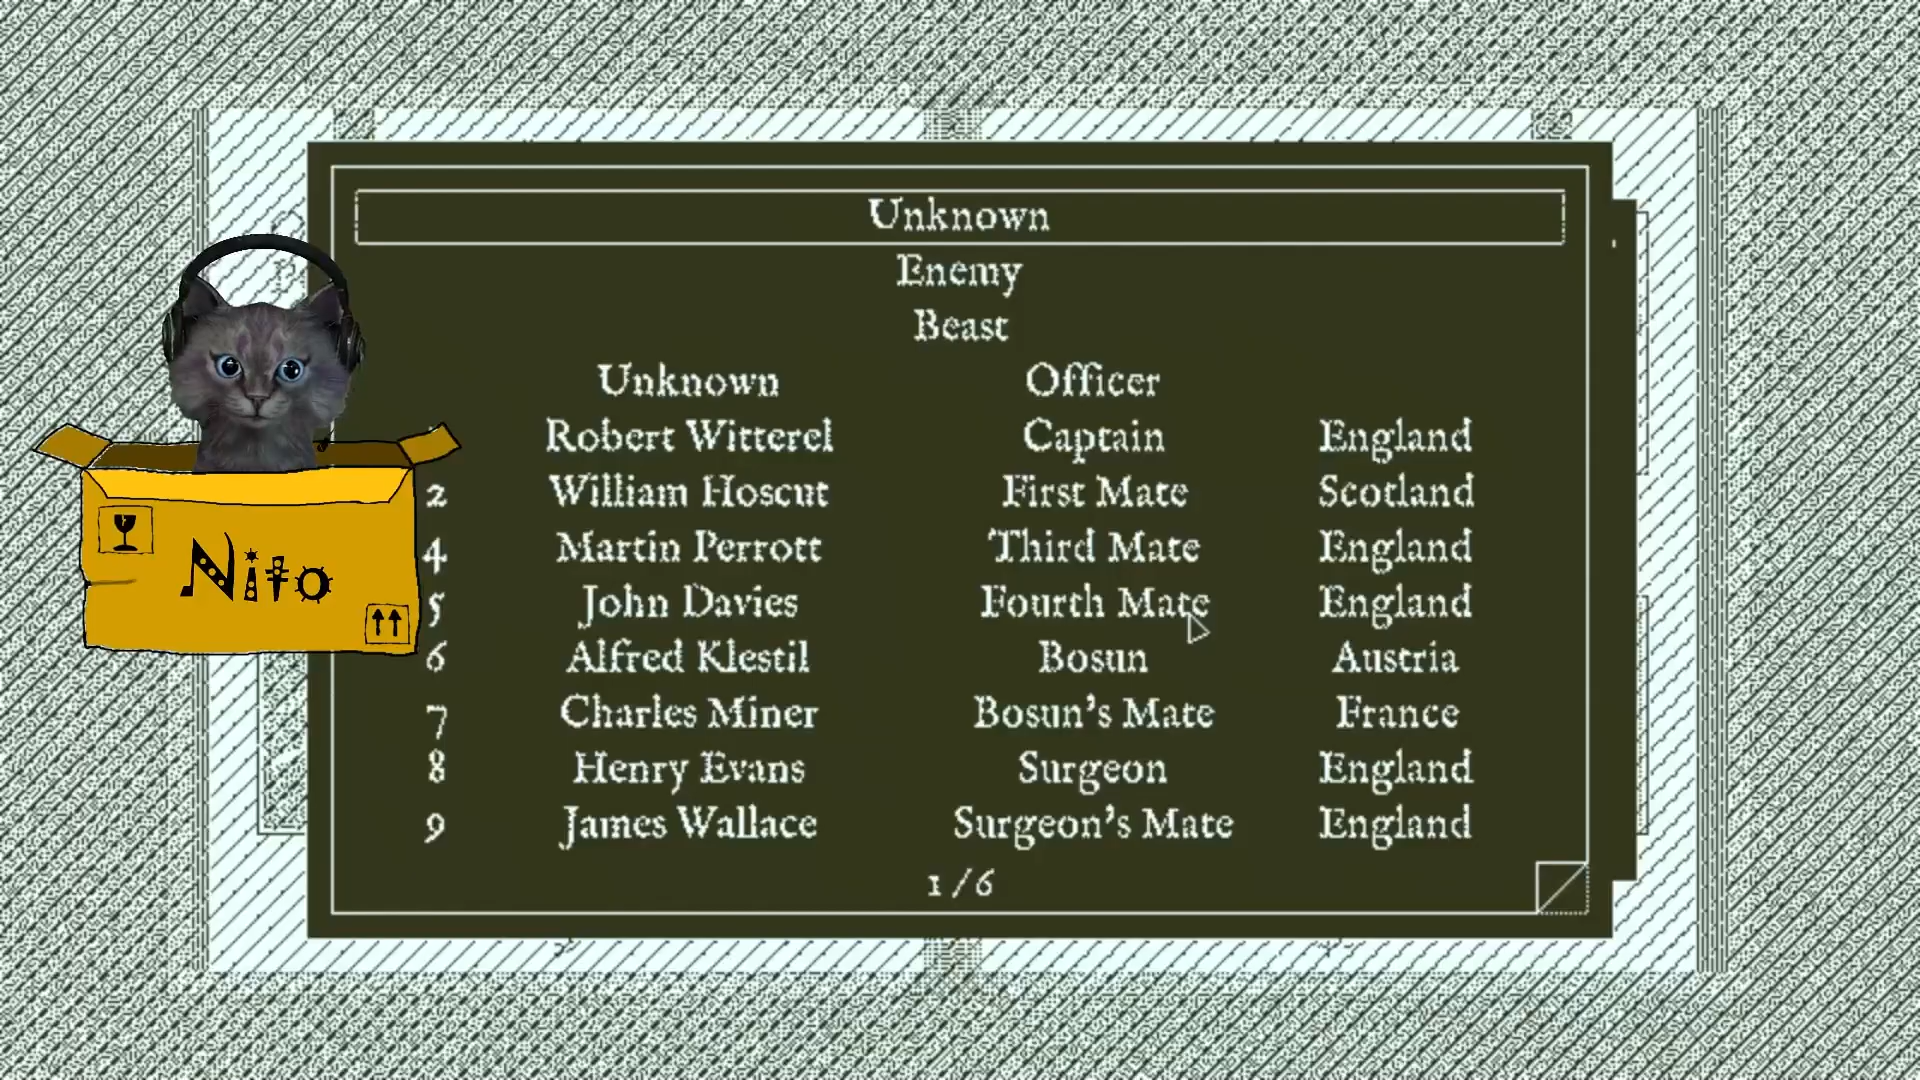 Unknown
Enemy
Beast
Unknown Officer
Robert Witterel Captain England
2 William Hoscut First Mate Scotland
4 Martin Perrott Third Mate England
5 John Davies Fourth Mate England
6 Alfred Klestil Bosun Austria
7 Charles Miner Bosun's Mate France
8 Henry Evans Surgeon England
9 James Wallace Surgeon's Mate England
1 / 6
Nito